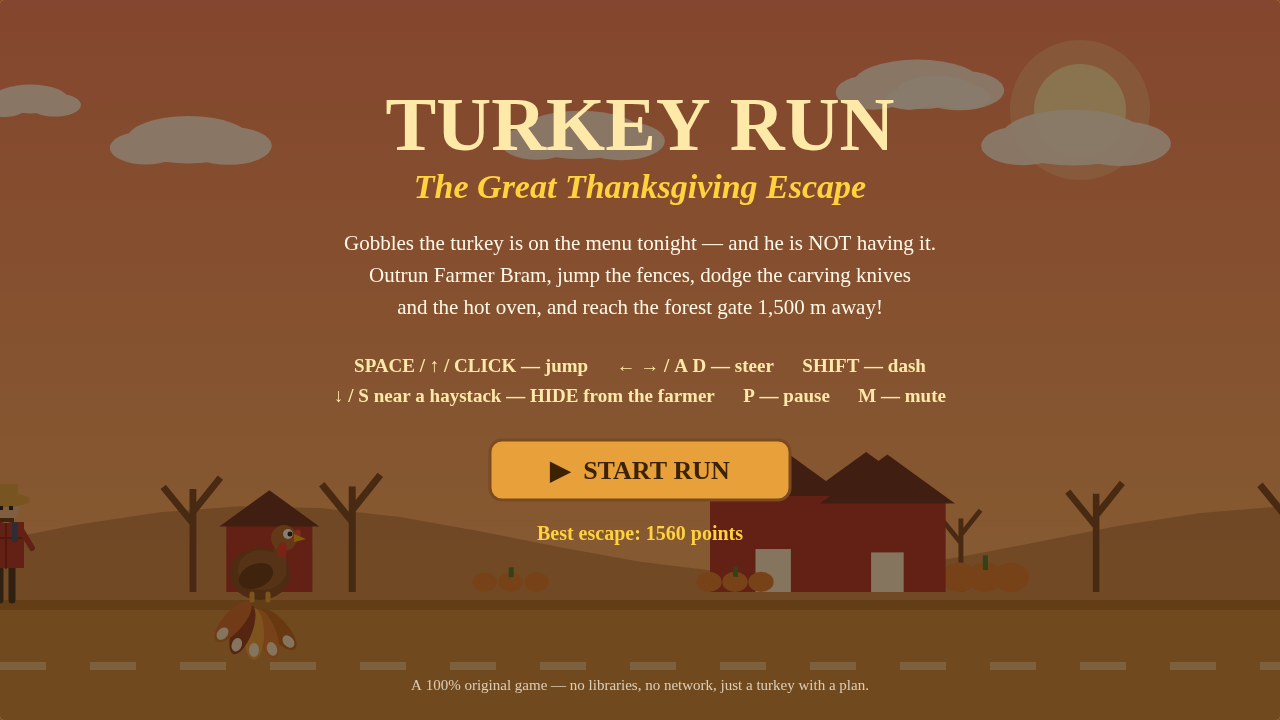 TURKEY RUN
The Great Thanksgiving Escape
Gobbles the turkey is on the menu tonight — and he is NOT having it.
Outrun Farmer Bram, jump the fences, dodge the carving knives
and the hot oven, and reach the forest gate 1,500 m away!
SPACE / ↑ / CLICK — jump   ← → / A D — steer   SHIFT — dash
↓ / S near a haystack — HIDE from the farmer   P — pause   M — mute
▶ START RUN
Best escape: 1560 points
A 100% original game — no libraries, no network, just a turkey with a plan.